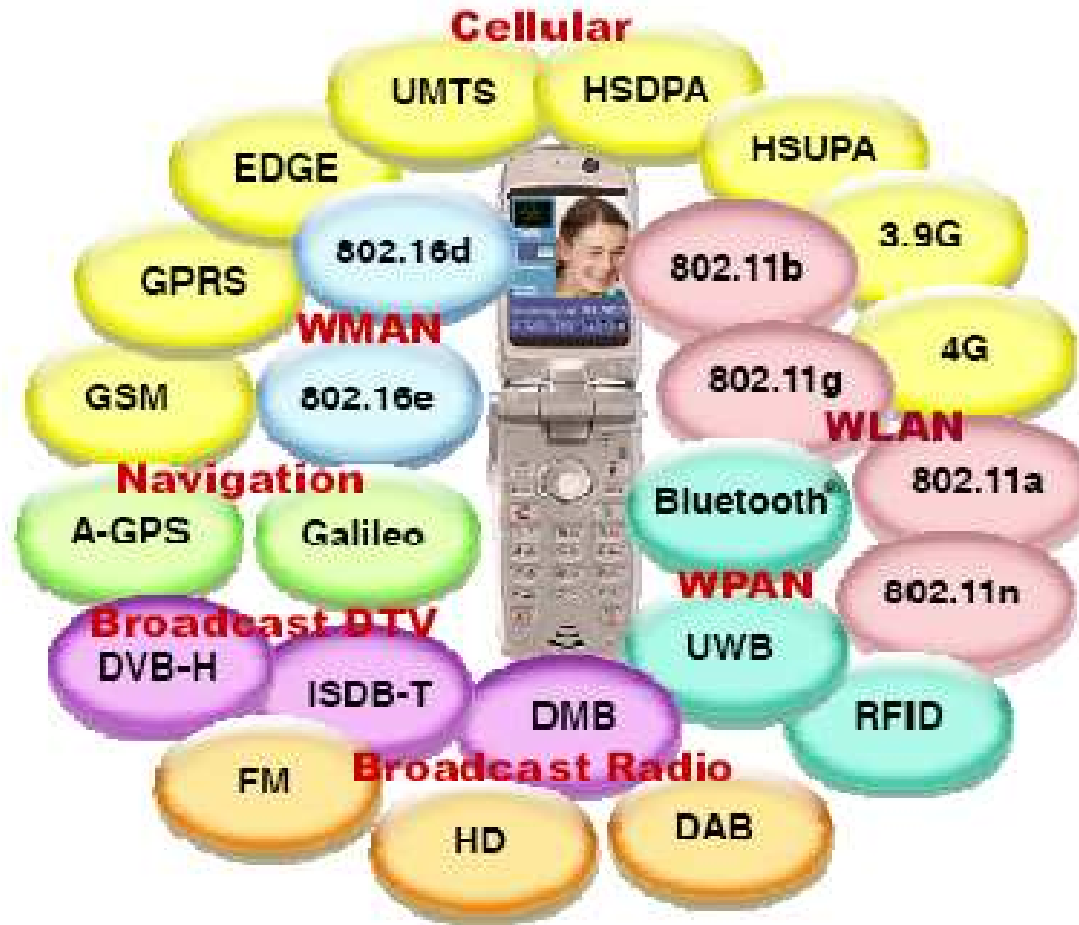 Cellular
UMTS
HSDPA
EDGE
HSUPA
802.16d
802.11b
3.9G
GPRS
WMAN
802.11g
4G
GSM
802.16e
WLAN
Navigation
802.11a
A-GPS
Galileo
Bluetooth®
WPAN
802.11n
Broadcast DTV
DVB-H
UWB
ISDB-T
DMB
RFID
FM
Broadcast Radio
HD
DAB